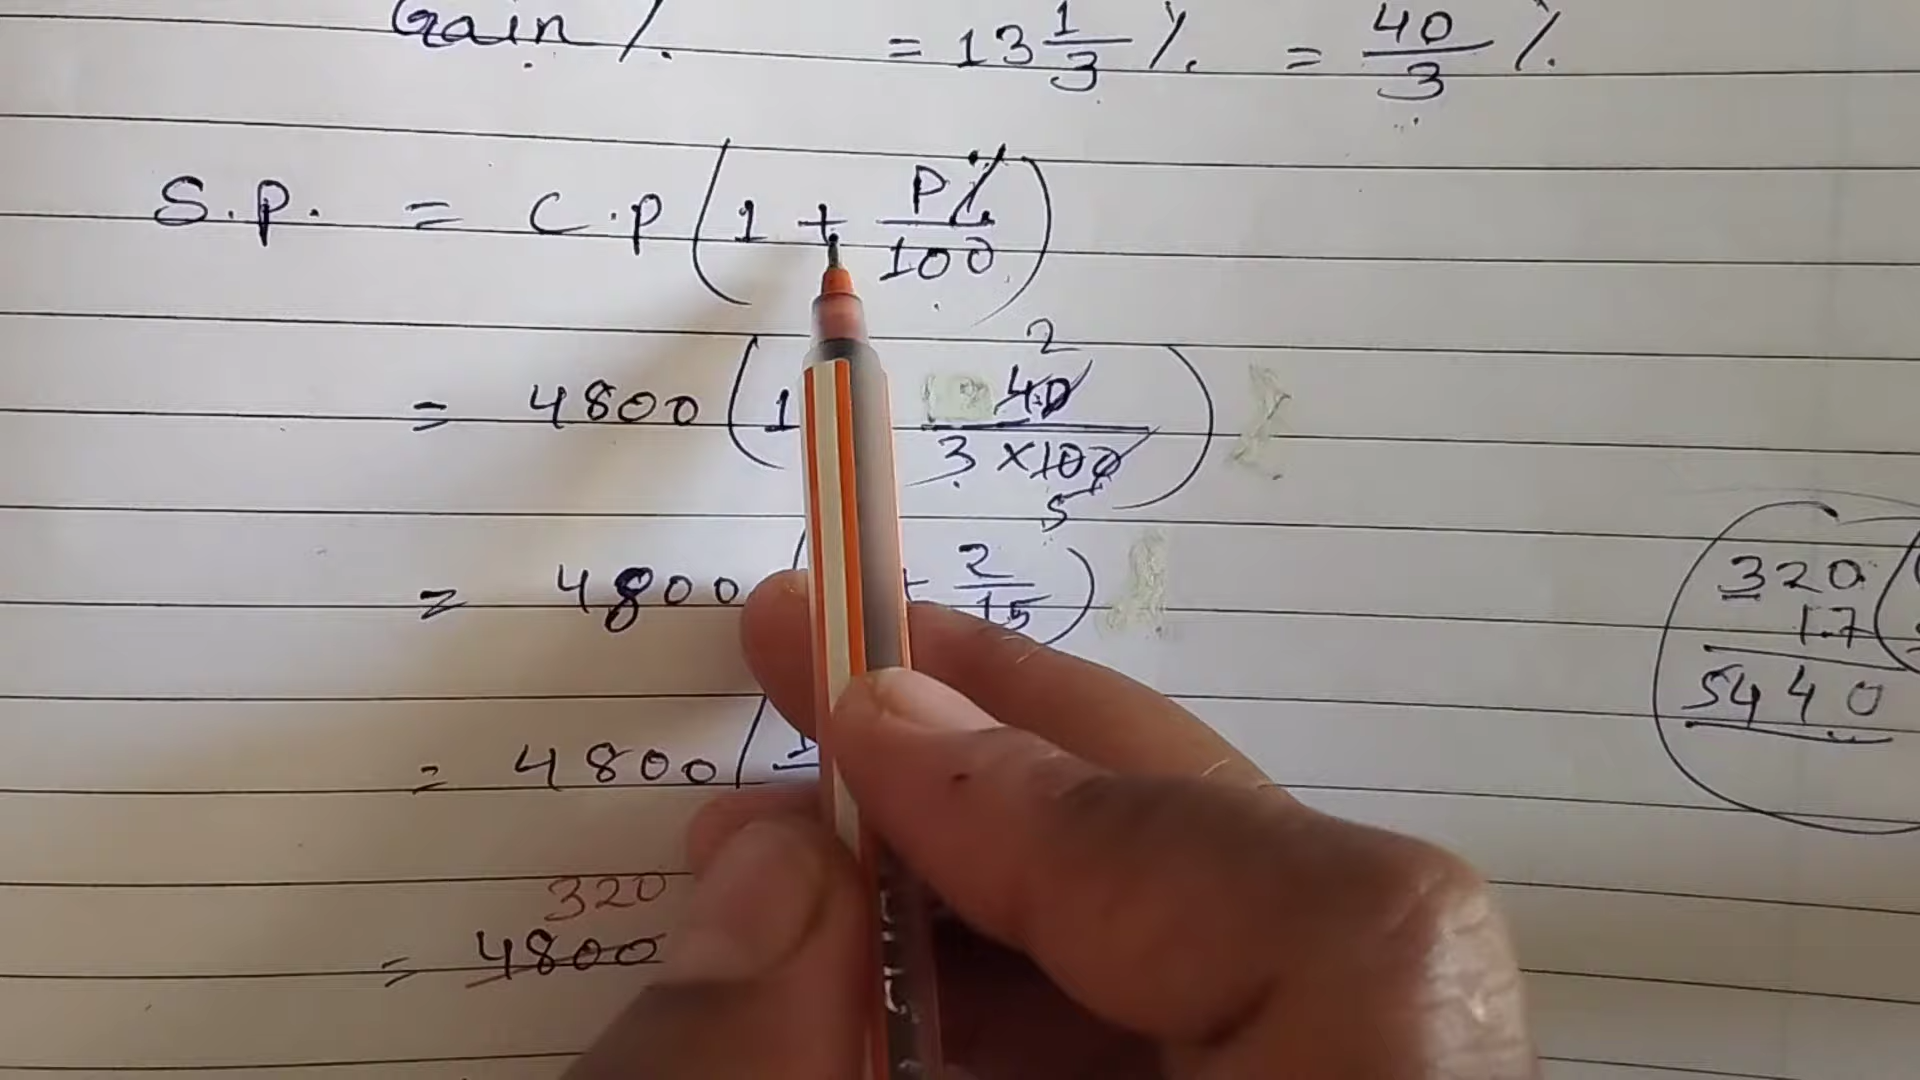 Gain % = 13 1/3 % = 40/3 %
S.P. = C.P (1 + P%/100)
= 4800 (1 40/3×100) 2 5
= 4800 + 2/15)
= 4800 (1
320
= 4800
320
17
5440